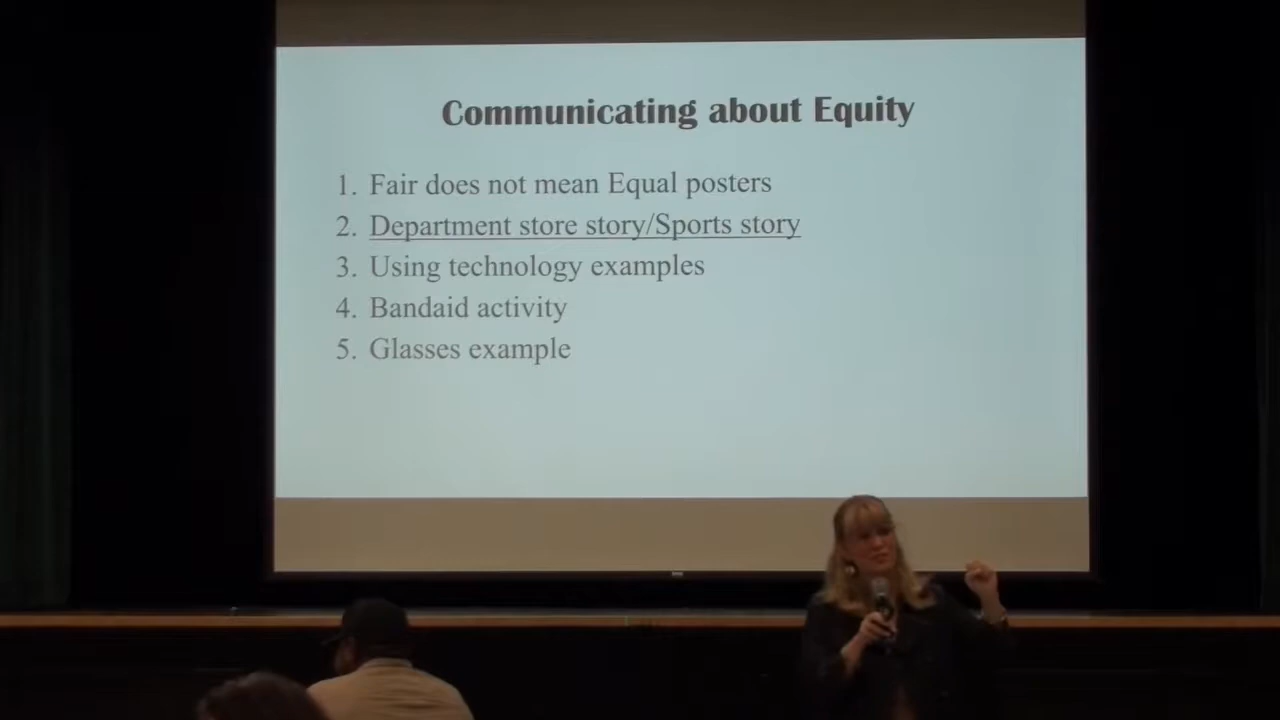 Communicating about Equity
1. Fair does not mean Equal posters
2. Department store story/Sports story
3. Using technology examples
4. Bandaid activity
5. Glasses example